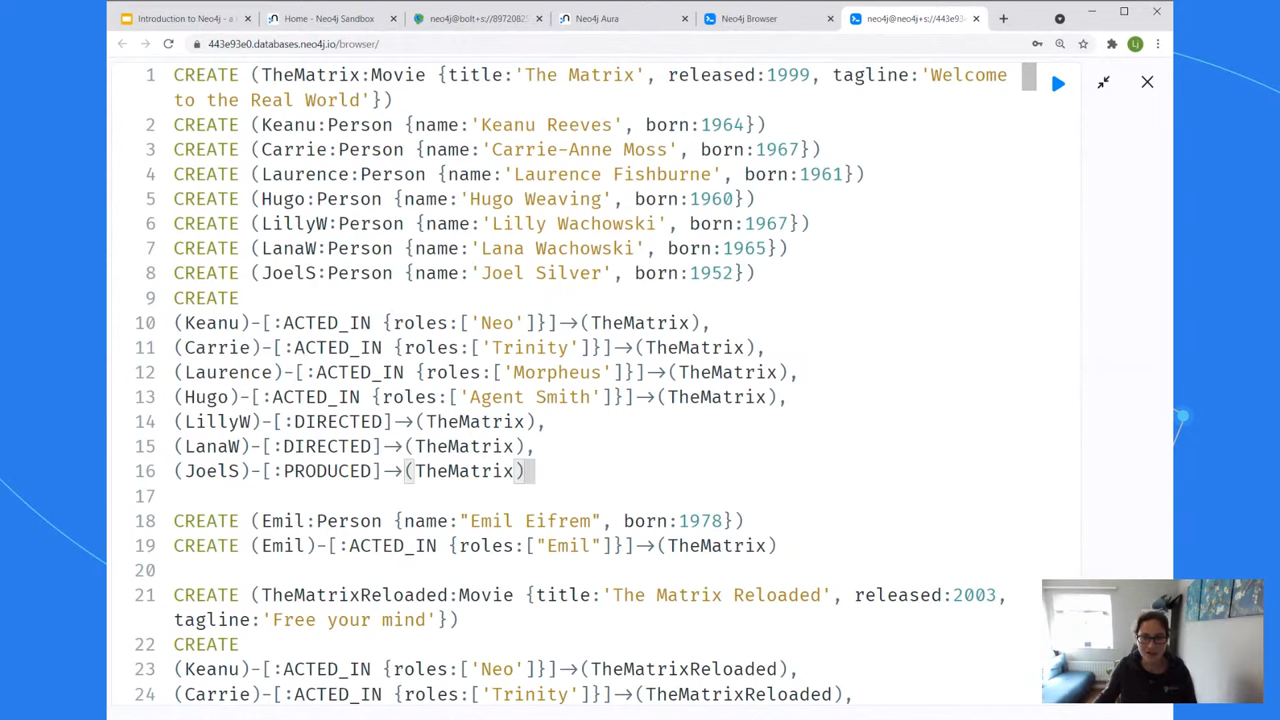 Introduction to Neo4j - a
Home - Neo4j Sandbox
neo4j@bolt+s://8972082
Neo4j Aura
Neo4j Browser
neo4j@neo4j+s://443e93
443e93e0.databases.neo4j.io/browser/
Lj
1 CREATE (TheMatrix:Movie {title:'The Matrix', released:1999, tagline:'Welcome
to the Real World'})
2 CREATE (Keanu:Person {name:'Keanu Reeves', born:1964})
3 CREATE (Carrie:Person {name:'Carrie-Anne Moss', born:1967})
4 CREATE (Laurence:Person {name:'Laurence Fishburne', born:1961})
5 CREATE (Hugo:Person {name:'Hugo Weaving', born:1960})
6 CREATE (LillyW:Person {name:'Lilly Wachowski', born:1967})
7 CREATE (LanaW:Person {name:'Lana Wachowski', born:1965})
8 CREATE (JoelS:Person {name:'Joel Silver', born:1952})
9 CREATE
10 (Keanu)-[:ACTED_IN {roles:['Neo']}]→(TheMatrix),
11 (Carrie)-[:ACTED_IN {roles:['Trinity']}]→(TheMatrix),
12 (Laurence)-[:ACTED_IN {roles:['Morpheus']}]→(TheMatrix),
13 (Hugo)-[:ACTED_IN {roles:['Agent Smith']}]→(TheMatrix),
14 (LillyW)-[:DIRECTED]→(TheMatrix),
15 (LanaW)-[:DIRECTED]→(TheMatrix),
16 (JoelS)-[:PRODUCED]→(TheMatrix)
17
18 CREATE (Emil:Person {name:"Emil Eifrem", born:1978})
19 CREATE (Emil)-[:ACTED_IN {roles:["Emil"]}]→(TheMatrix)
20
21 CREATE (TheMatrixReloaded:Movie {title:'The Matrix Reloaded', released:2003,
tagline:'Free your mind'})
22 CREATE
23 (Keanu)-[:ACTED_IN {roles:['Neo']}]→(TheMatrixReloaded),
24 (Carrie)-[:ACTED_IN {roles:['Trinity']}]→(TheMatrixReloaded),